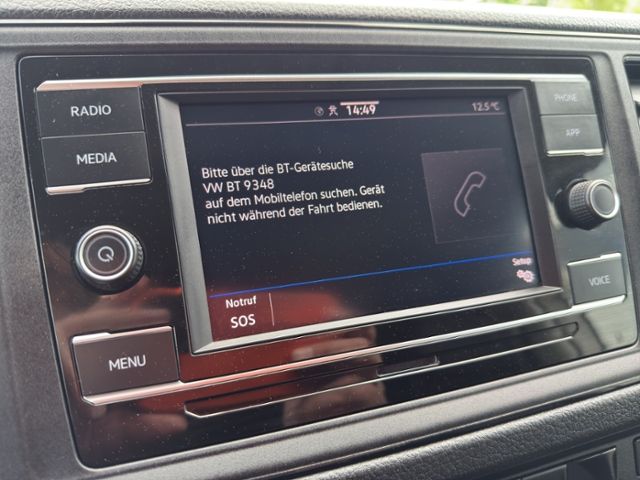 RADIO
MEDIA
MENU
14:49
12.5 °C
Bitte über die BT-Gerätesuche
VW BT 9348
auf dem Mobiltelefon suchen. Gerät
nicht während der Fahrt bedienen.
Setup
Notruf
SOS
PHONE
APP
VOICE